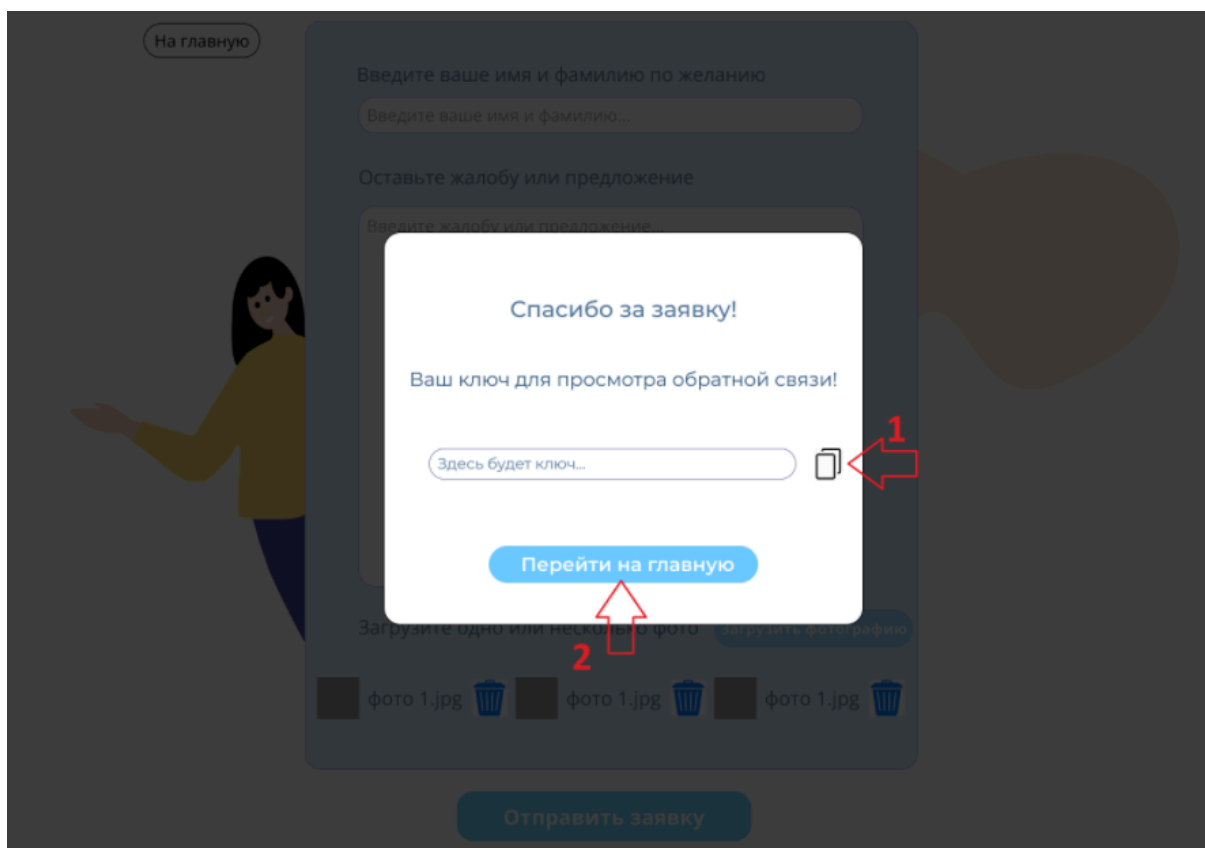 На главную
Введите ваше имя и фамилию по желанию
Введите ваше имя и фамилию...
Оставьте жалобу или предложение
Введите жалобу или предложение...
Спасибо за заявку!
Ваш ключ для просмотра обратной связи!
1
Здесь будет ключ...
Перейти на главную
Загрузите одно или несколько фото
загрузить фотографию
2
фото 1.jpg
фото 1.jpg
фото 1.jpg
Отправить заявку